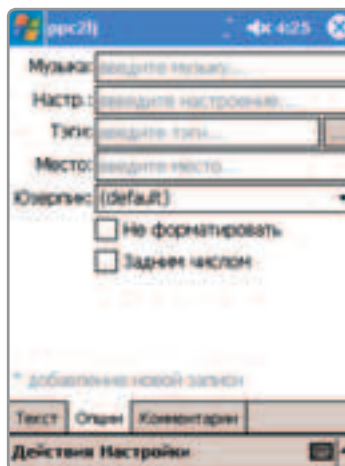 ppc2lj 4:25
Музыка: введите музыку...
Настр.: введите настроение...
Тэги: введите тэги... ...
Место: введите место...
Юзерпик: (default)
Не форматировать
Задним числом
* добавление новой записи
Текст Опции Комментарии
Действия Настройки